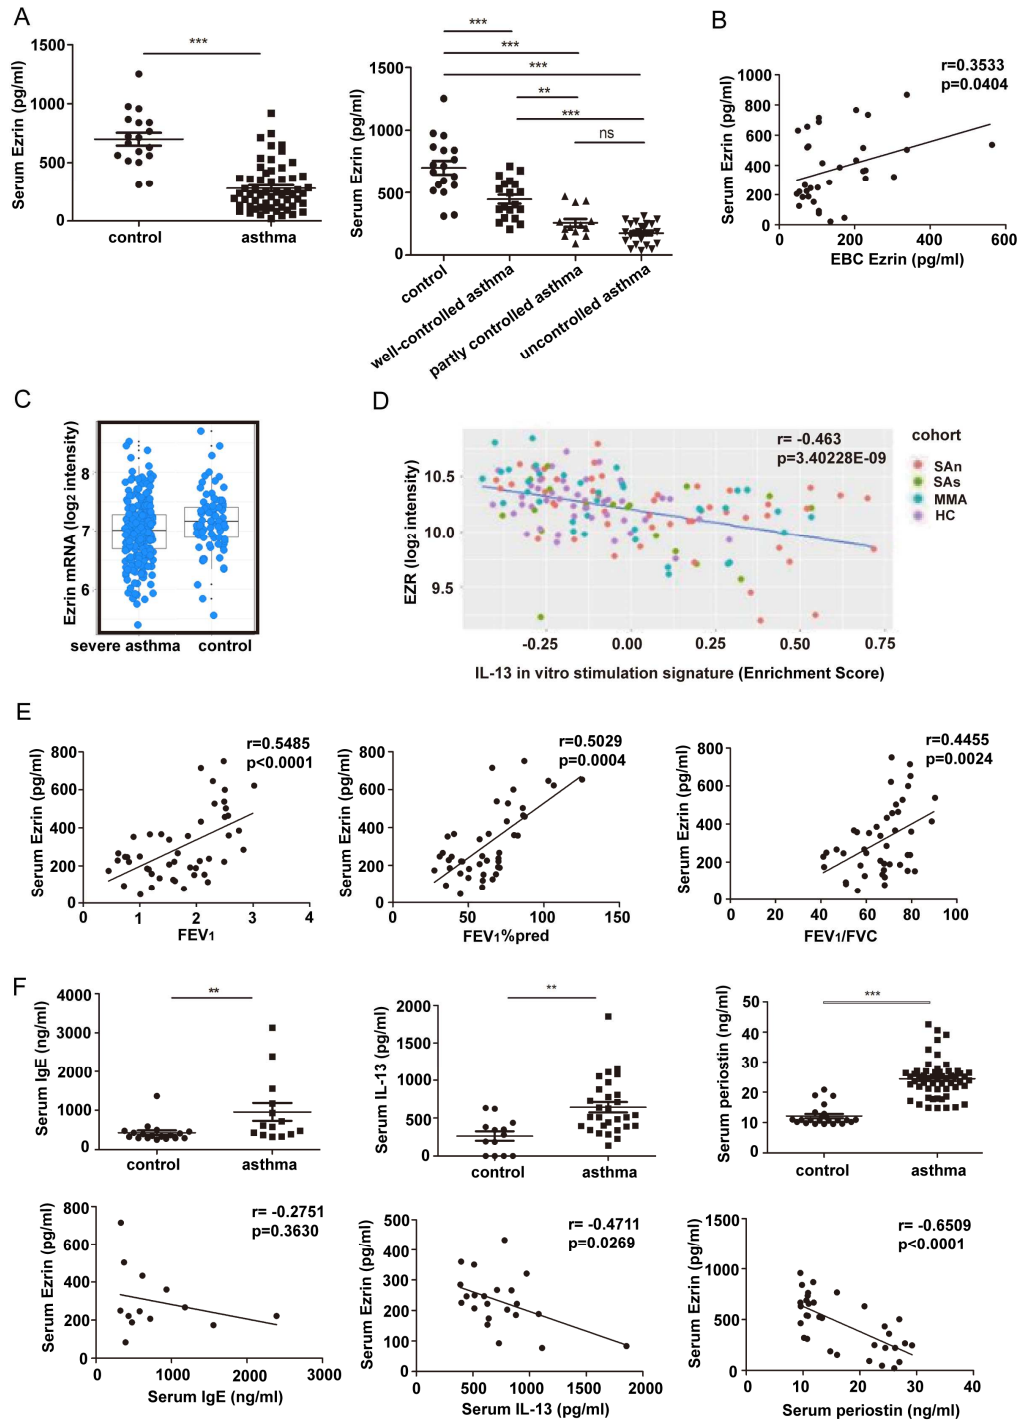 A
Serum Ezrin (pg/ml)
1500
1000
500
0
***
control
asthma
Serum Ezrin (pg/ml)
1500
1000
500
0
***
***
***
**
***
ns
control
well-controlled asthma
partly controlled asthma
uncontrolled asthma
B
r=0.3533
p=0.0404
Serum Ezrin (pg/ml)
1000
800
600
400
200
0
0
200
400
600
EBC Ezrin (pg/ml)
C
Ezrin mRNA (log2 intensity)
8
7
6
severe asthma
control
D
r= -0.463
p=3.40228E-09
EZR (log2 intensity)
10.5
10.0
9.5
-0.25
0.00
0.25
0.50
0.75
IL-13 in vitro stimulation signature (Enrichment Score)
cohort
SAn
SAs
MMA
HC
E
r=0.5485
p<0.0001
Serum Ezrin (pg/ml)
800
600
400
200
0
0
1
2
3
4
FEV1
r=0.5029
p=0.0004
Serum Ezrin (pg/ml)
800
600
400
200
0
0
50
100
150
FEV1%pred
r=0.4455
p=0.0024
Serum Ezrin (pg/ml)
800
600
400
200
0
0
20
40
60
80
100
FEV1/FVC
F
Serum IgE (ng/ml)
4000
3000
2000
1000
0
**
control
asthma
Serum IL-13 (pg/ml)
2000
1500
1000
500
0
**
control
asthma
Serum periostin (ng/ml)
50
40
30
20
10
0
***
control
asthma
r= -0.2751
p=0.3630
Serum Ezrin (pg/ml)
800
600
400
200
0
0
1000
2000
3000
Serum IgE (ng/ml)
r= -0.4711
p=0.0269
Serum Ezrin (pg/ml)
500
400
300
200
100
0
0
500
1000
1500
2000
Serum IL-13 (pg/ml)
r= -0.6509
p<0.0001
Serum Ezrin (pg/ml)
1500
1000
500
0
0
10
20
30
40
Serum periostin (ng/ml)